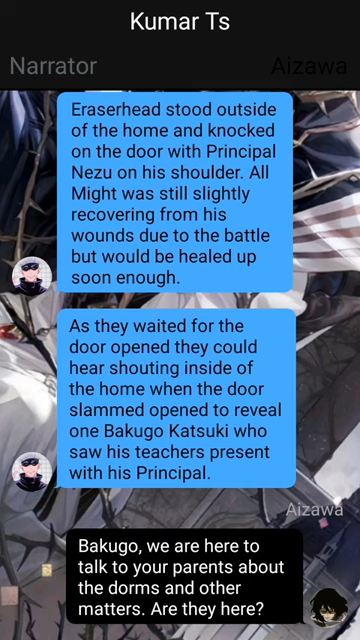 Kumar Ts
Narrator
Aizawa
Eraserhead stood outside
of the home and knocked
on the door with Principal
Nezu on his shoulder. All
Might was still slightly
recovering from his
wounds due to the battle
but would be healed up
soon enough.
As they waited for the
door opened they could
hear shouting inside of
the home when the door
slammed opened to reveal
one Bakugo Katsuki who
saw his teachers present
with his Principal.
Aizawa
Bakugo, we are here to
talk to your parents about
the dorms and other
matters. Are they here?